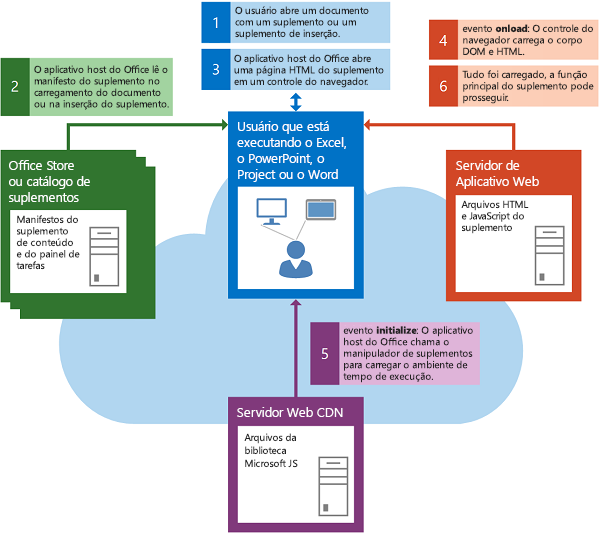 1
O usuário abre um documento
com um suplemento ou um
suplemento de inserção.
3
O aplicativo host do Office abre
uma página HTML do suplemento
em um controle do navegador.
4
evento onload: O controle do
navegador carrega o corpo
DOM e HTML.
6
Tudo foi carregado, a função
principal do suplemento pode
prosseguir.
2
O aplicativo host do Office lê o
manifesto do suplemento no
carregamento do documento
ou na inserção do suplemento.
Office Store
ou catálogo de
suplementos
Manifestos do
suplemento
de conteúdo
e do painel de
tarefas
Usuário que está
executando o Excel,
o PowerPoint, o
Project ou o Word
Servidor de
Aplicativo Web
Arquivos HTML
e JavaScript do
suplemento
5
evento initialize: O aplicativo
host do Office chama o
manipulador de suplementos
para carregar o ambiente de
tempo de execução.
Servidor Web CDN
Arquivos da
biblioteca
Microsoft JS